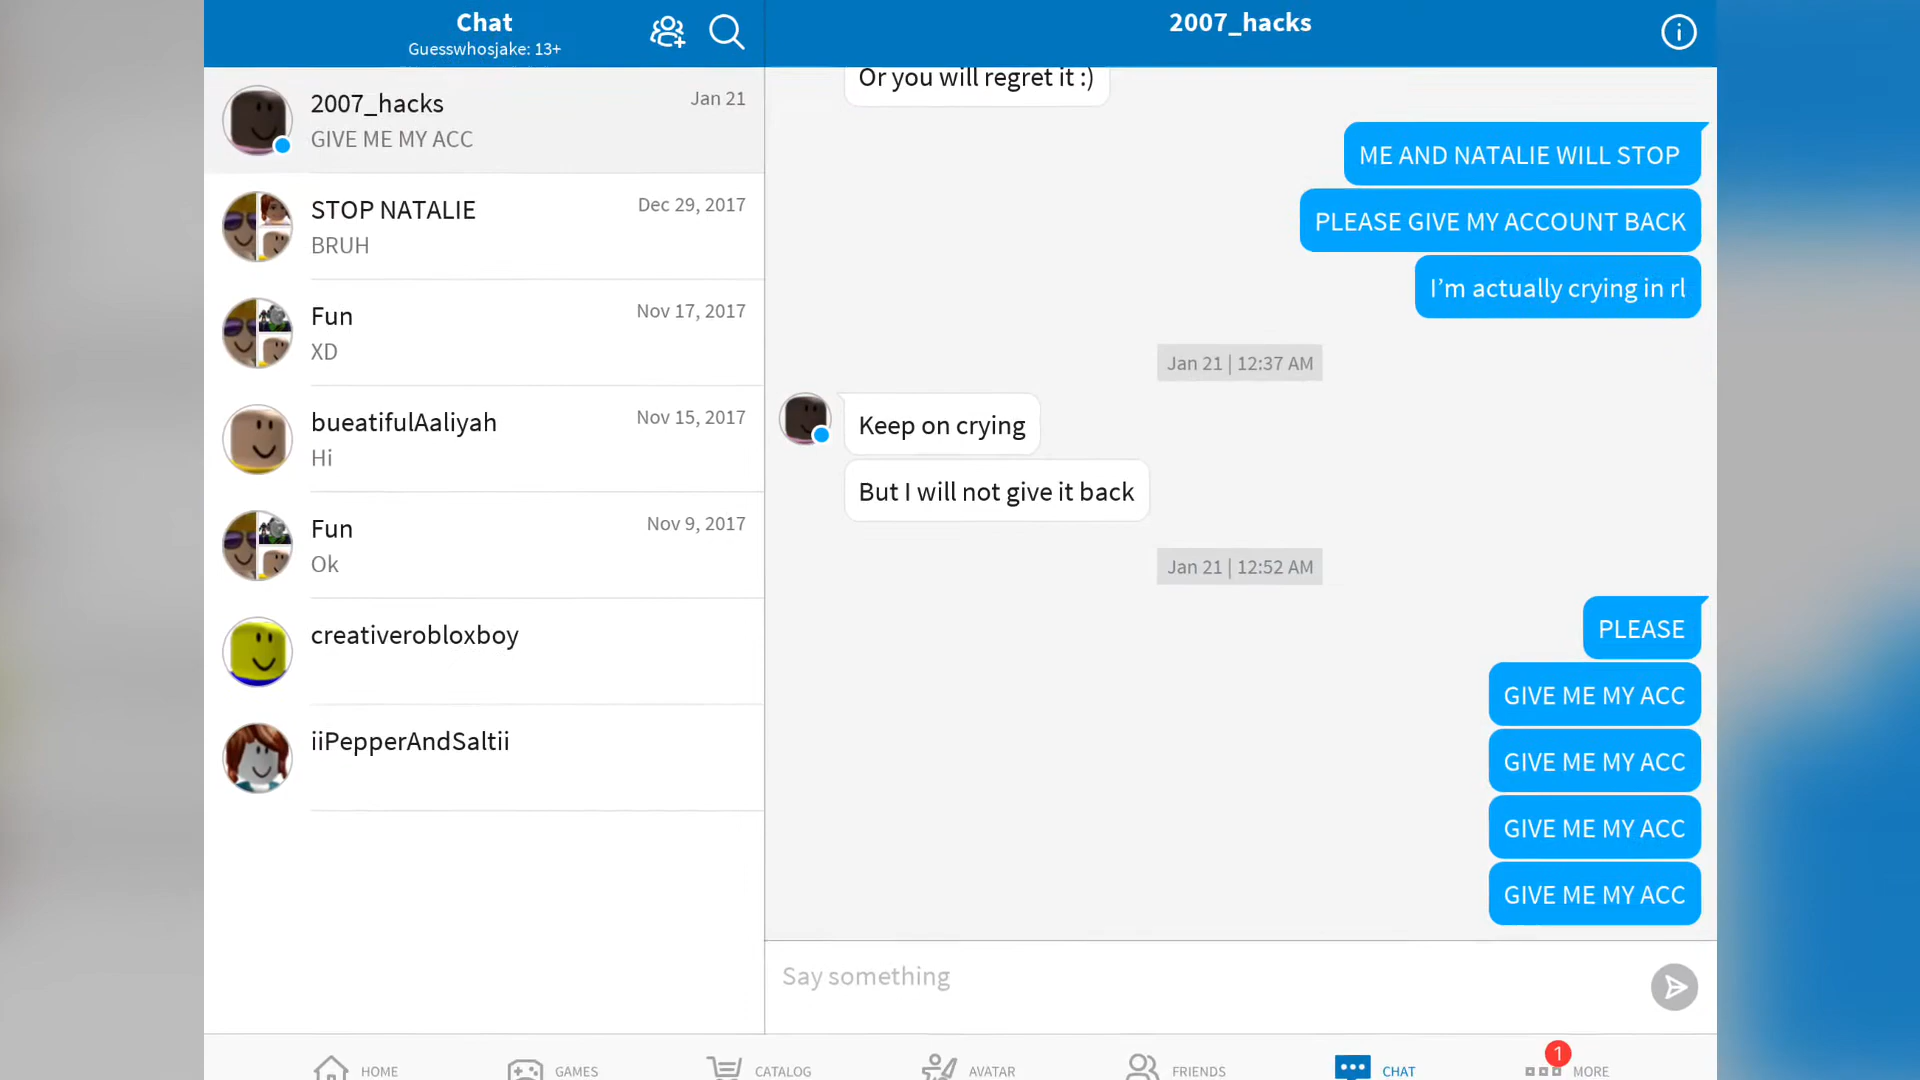 Chat
Guesswhosjake: 13+
2007_hacks
Jan 21
GIVE ME MY ACC
STOP NATALIE
Dec 29, 2017
BRUH
Fun
Nov 17, 2017
XD
bueatifulAaliyah
Nov 15, 2017
Hi
Fun
Nov 9, 2017
Ok
creativerobloxboy
iiPepperAndSaltii
2007_hacks
Or you will regret it :)
ME AND NATALIE WILL STOP
PLEASE GIVE MY ACCOUNT BACK
I’m actually crying in rl
Jan 21 | 12:37 AM
Keep on crying
But I will not give it back
Jan 21 | 12:52 AM
PLEASE
GIVE ME MY ACC
GIVE ME MY ACC
GIVE ME MY ACC
GIVE ME MY ACC
Say something
HOME
GAMES
CATALOG
AVATAR
FRIENDS
CHAT
1
MORE